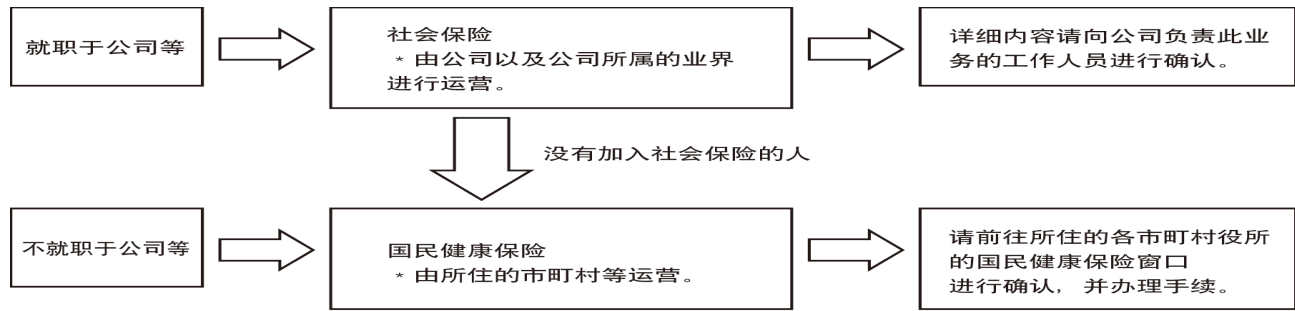 就职于公司等
社会保险
* 由公司以及公司所属的业界
进行运营。
详细内容请向公司负责此业
务的工作人员进行确认。
没有加入社会保险的人
不就职于公司等
国民健康保险
* 由所住的市町村等运营。
请前往所住的各市町村役所
的国民健康保险窗口
进行确认，并办理手续。